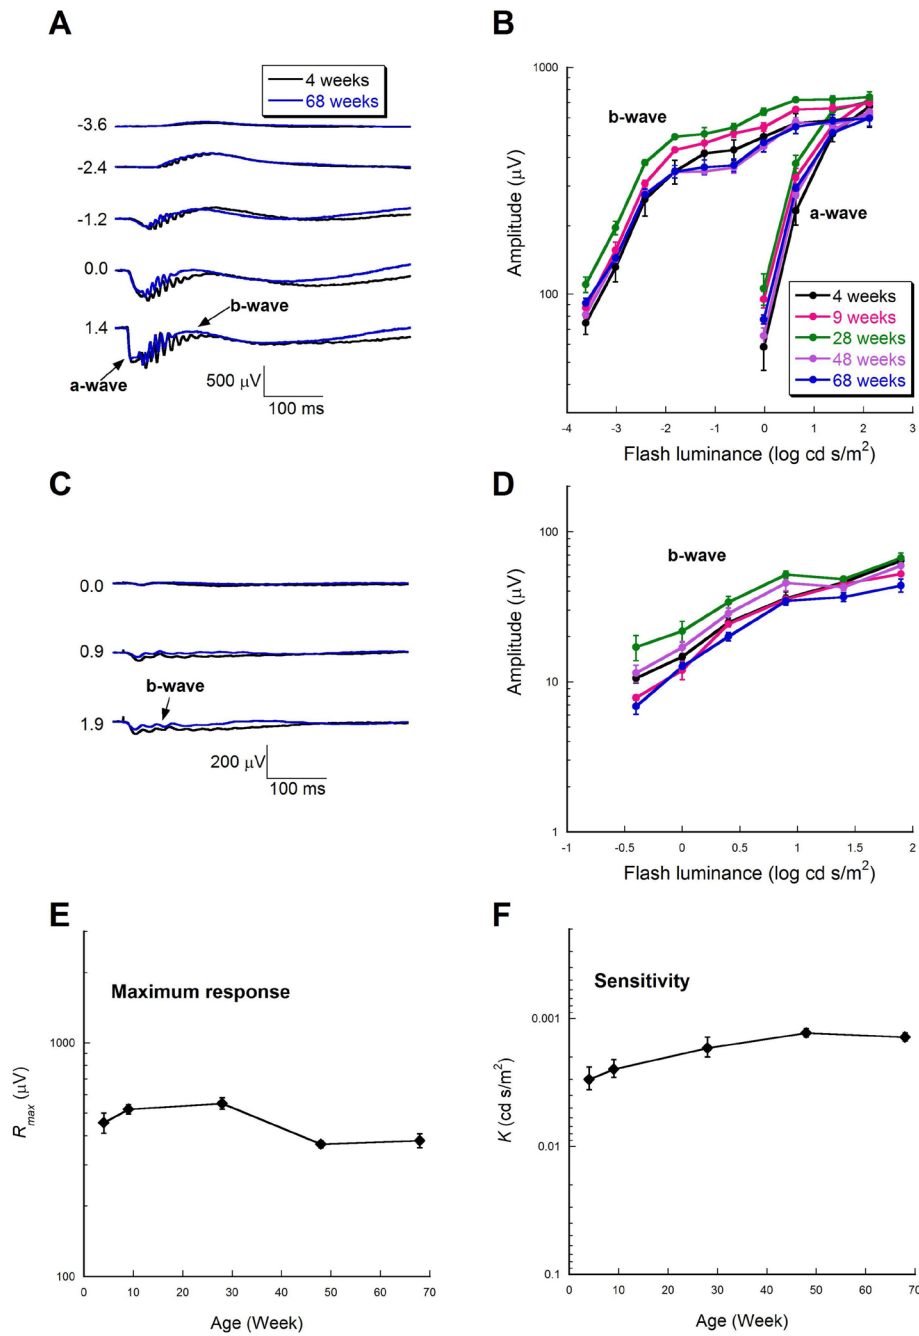 A
4 weeks
68 weeks
-3.6
-2.4
-1.2
0.0
1.4
b-wave
a-wave
500 μV
100 ms
B
1000
100
Amplitude (μV)
b-wave
a-wave
4 weeks
9 weeks
28 weeks
48 weeks
68 weeks
-4 -3 -2 -1 0 1 2 3
Flash luminance (log cd s/m²)
C
0.0
0.9
1.9
b-wave
200 μV
100 ms
D
100
10
1
Amplitude (μV)
b-wave
-1 -0.5 0 0.5 1 1.5 2
Flash luminance (log cd s/m²)
E
Maximum response
1000
100
Rmax (μV)
0 10 20 30 40 50 60 70
Age (Week)
F
Sensitivity
0.001
0.01
0.1
K (cd s/m²)
0 10 20 30 40 50 60 70
Age (Week)